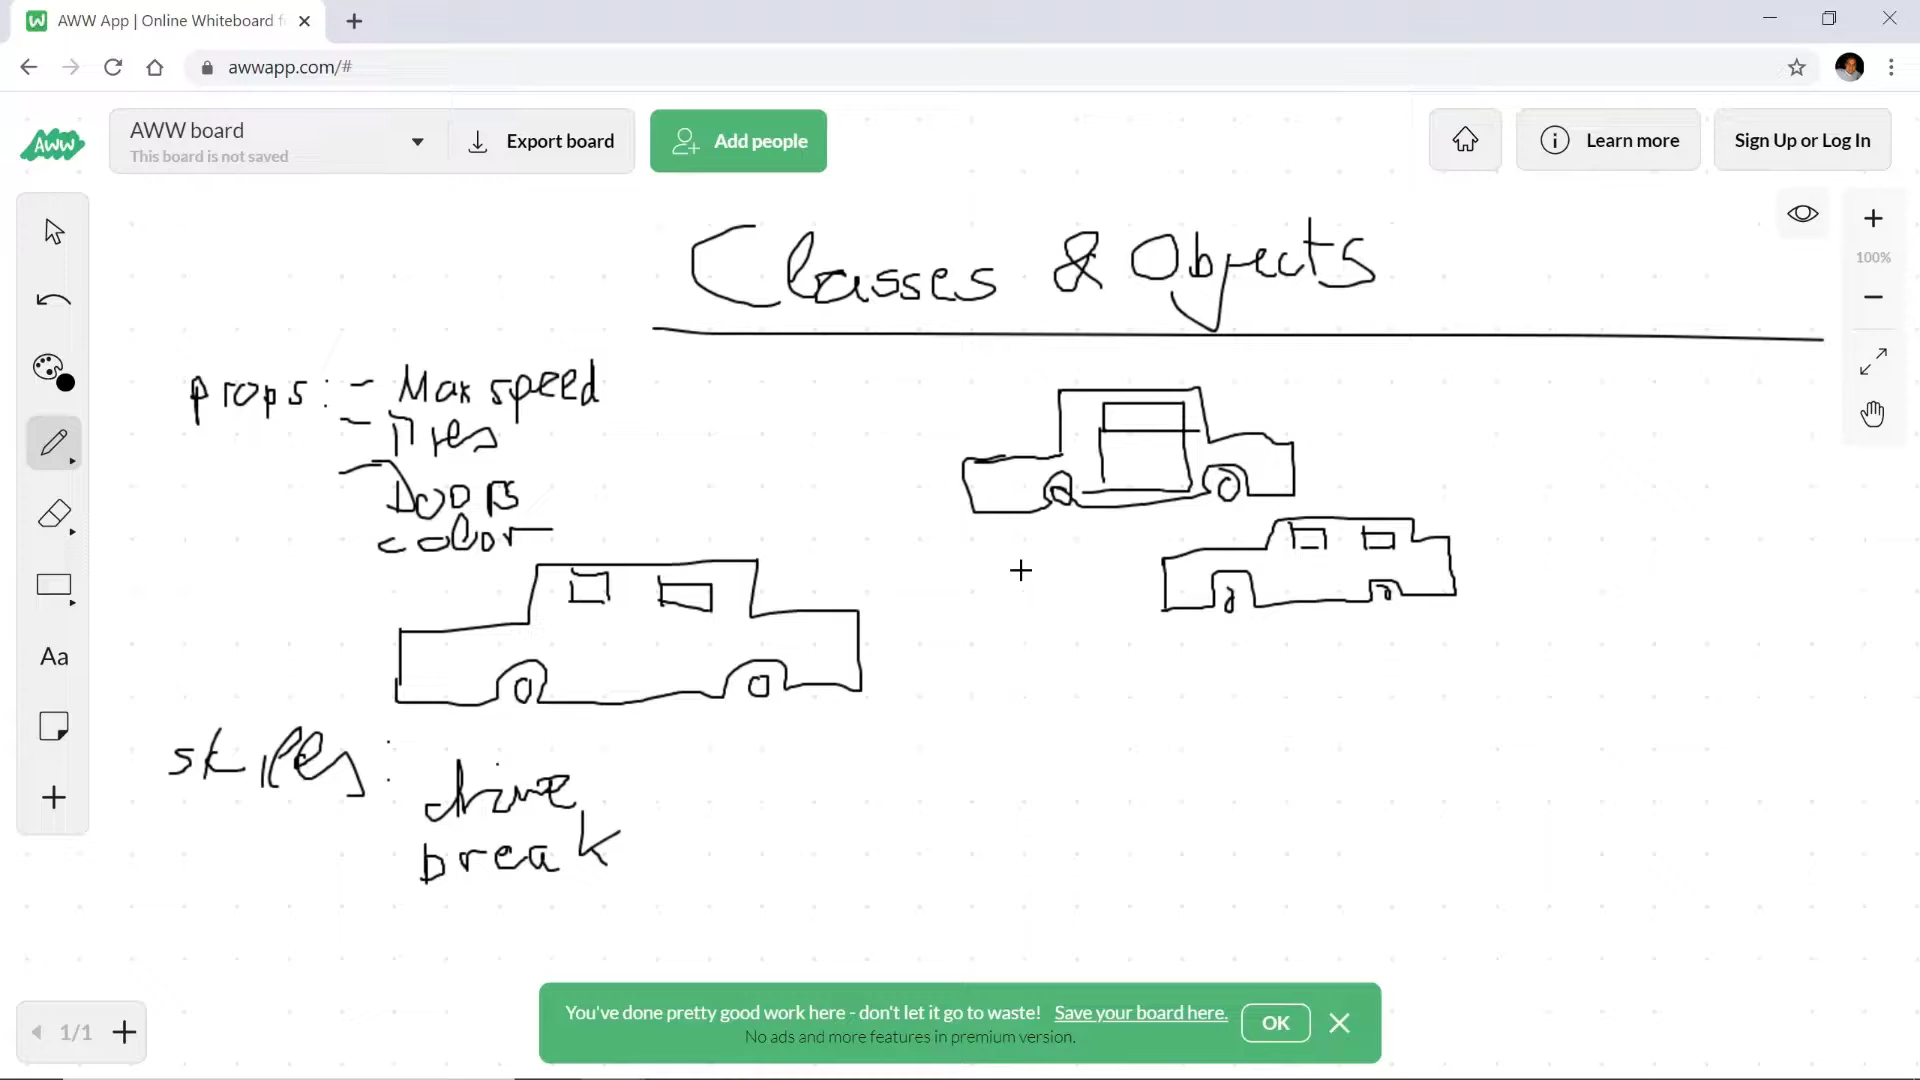 AWW App | Online Whiteboard f
awwapp.com/#
AWW
AWW board
This board is not saved
Export board
Add people
Learn more
Sign Up or Log In
Classes & Objects
100%
props: - Max speed
- Tires
- Doors
color
Aa
skills:
drive
break
1/1
You've done pretty good work here - don't let it go to waste! Save your board here.
No ads and more features in premium version.
OK